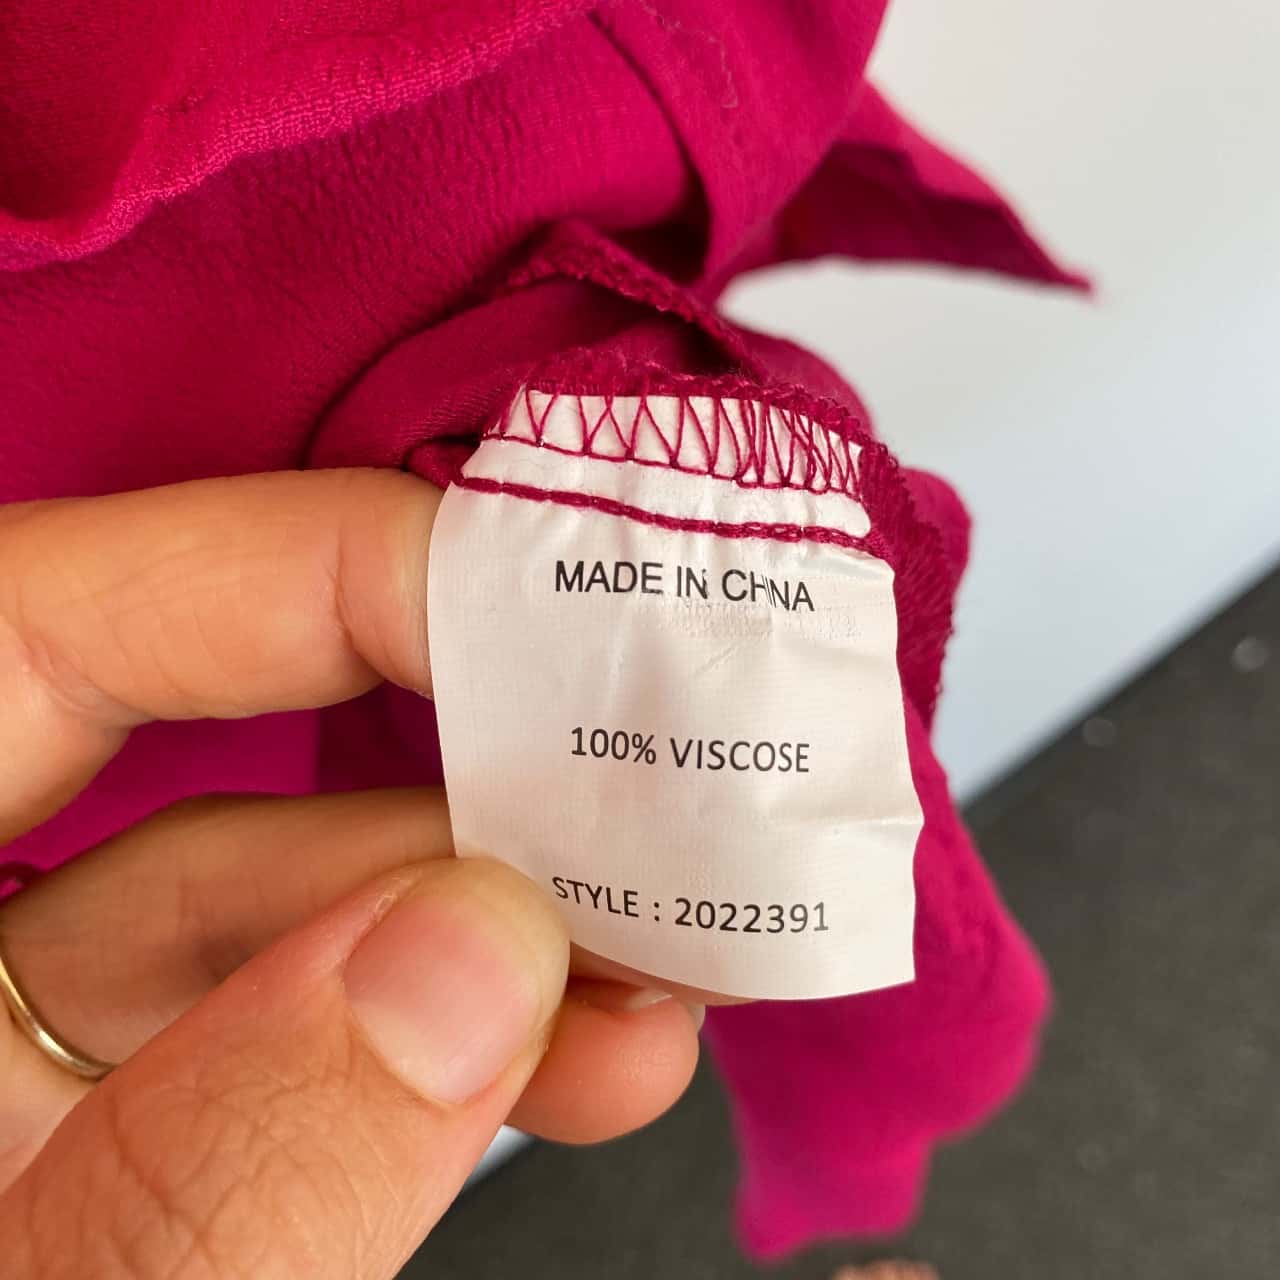 MADE IN CHINA
100% VISCOSE
STYLE : 2022391